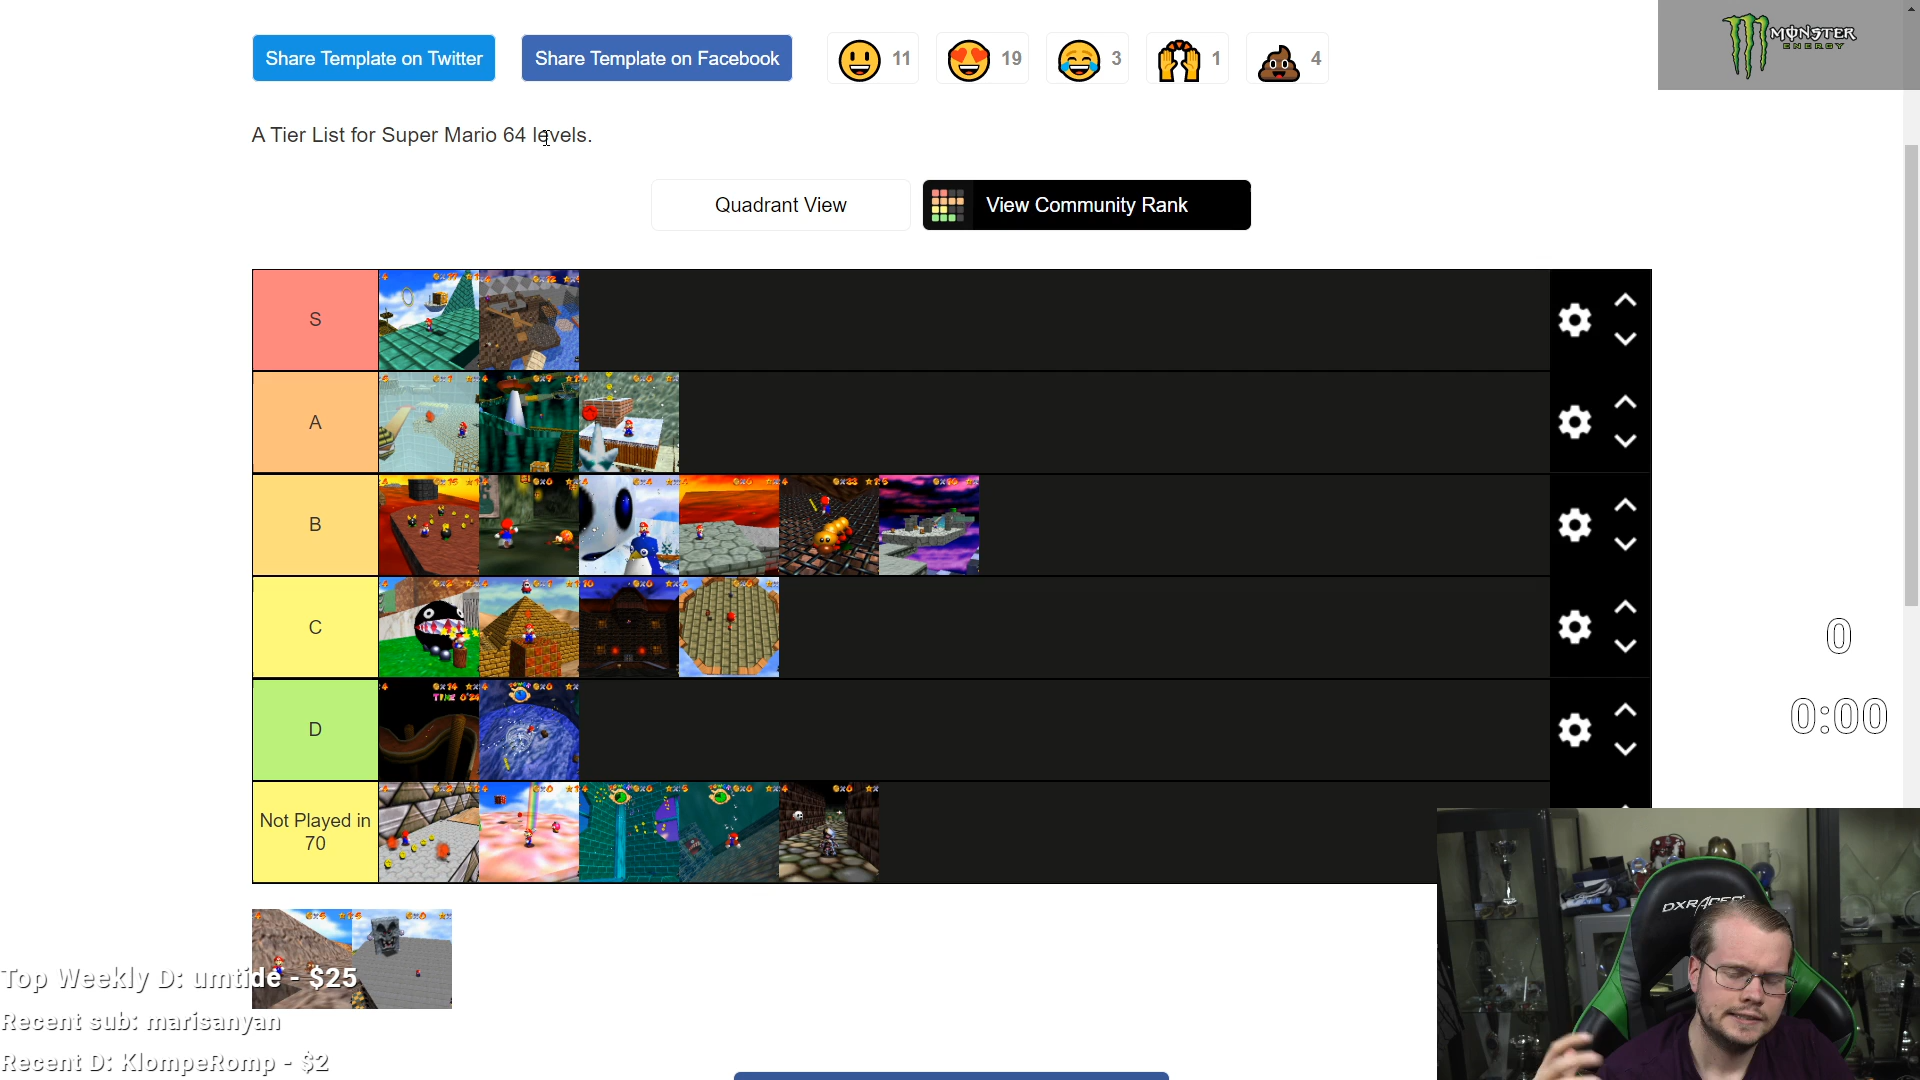 Share Template on Twitter
Share Template on Facebook
11
19
3
1
4
MONSTER
ENERGY
A Tier List for Super Mario 64 levels.
Quadrant View
View Community Rank
S
A
B
C
D
Not Played in
70
0
0:00
DXRACER
Top Weekly D: umtide - $25
Recent sub: marisanyan
Recent D: KlompeRomp - $2